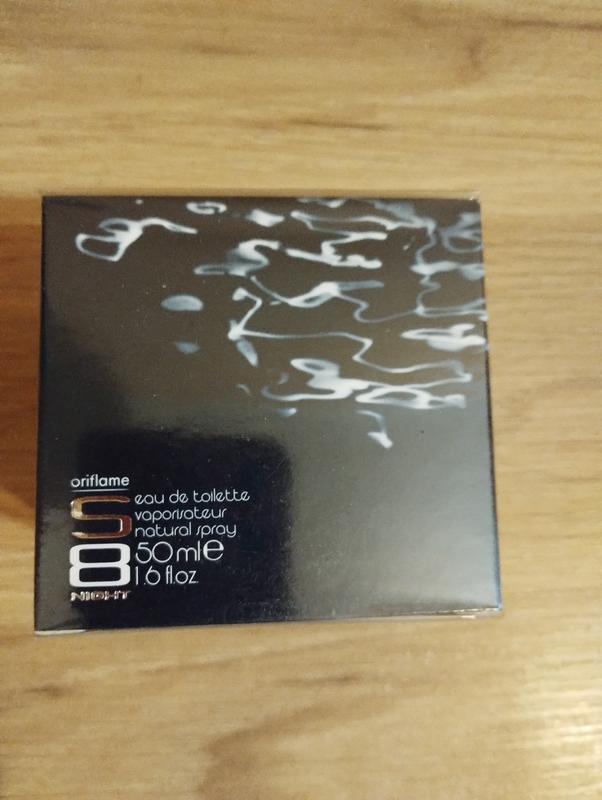 oriflame
S
eau de toilette
vaporisateur
natural spray
8
50 ml e
1.6 fl.oz.
NIGHT